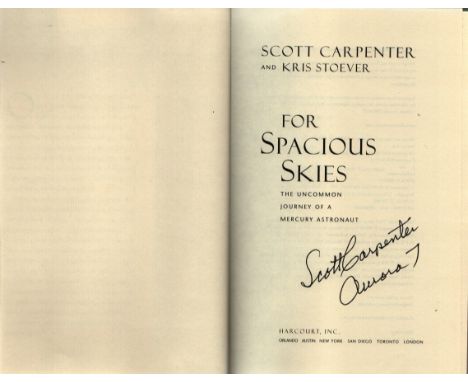 SCOTT CARPENTER
AND KRIS STOEVER
FOR
SPACIOUS
SKIES
THE UNCOMMON
JOURNEY OF A
MERCURY ASTRONAUT
Scott Carpenter
Aurora 7
HARCOURT, INC.
ORLANDO AUSTIN NEW YORK SAN DIEGO TORONTO LONDON